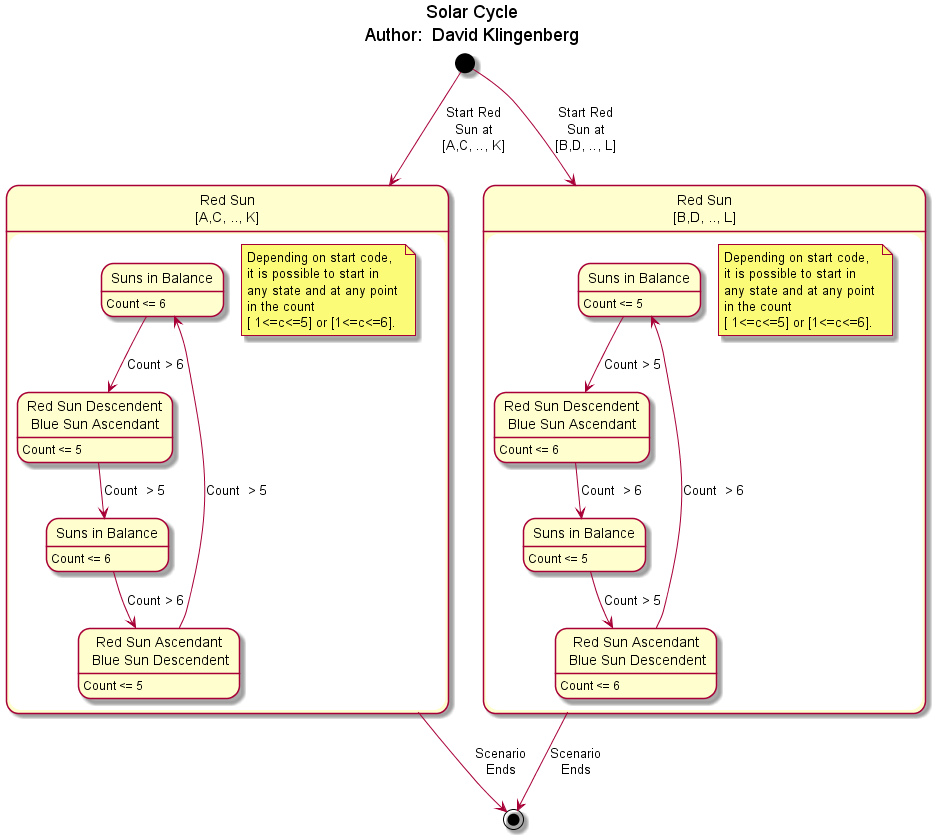 Solar Cycle
Author:  David Klingenberg
Start Red
Sun at
[A,C, .., K]
Start Red
Sun at
[B,D, .., L]
Red Sun
[A,C, .., K]
Depending on start code,
it is possible to start in
any state and at any point
in the count
[ 1<=c<=5] or [1<=c<=6].
Suns in Balance
Count <= 6
Count > 6
Red Sun Descendent
Blue Sun Ascendant
Count <= 5
Count  > 5
Count  > 5
Suns in Balance
Count <= 6
Count > 6
Red Sun Ascendant
Blue Sun Descendent
Count <= 5
Red Sun
[B,D, .., L]
Depending on start code,
it is possible to start in
any state and at any point
in the count
[ 1<=c<=5] or [1<=c<=6].
Suns in Balance
Count <= 5
Count > 5
Red Sun Descendent
Blue Sun Ascendant
Count <= 6
Count  > 6
Count  > 6
Suns in Balance
Count <= 5
Count > 5
Red Sun Ascendant
Blue Sun Descendent
Count <= 6
Scenario
Ends
Scenario
Ends